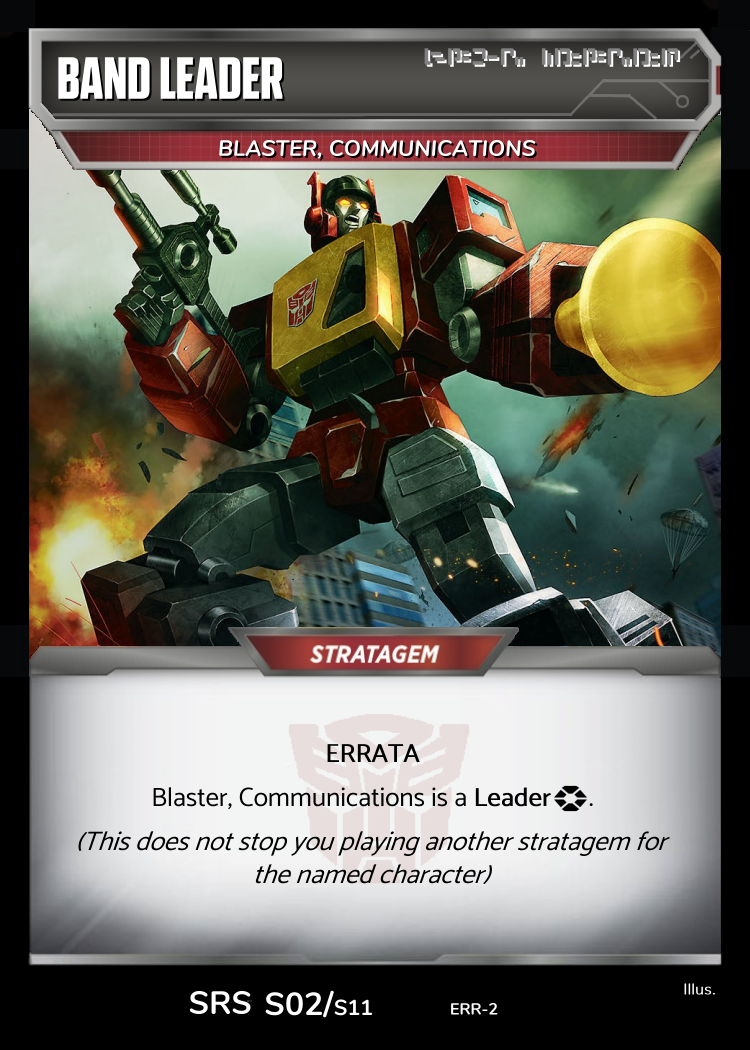 BAND LEADER
BLASTER, COMMUNICATIONS
STRATAGEM
ERRATA
Blaster, Communications is a Leader.
(This does not stop you playing another stratagem for
the named character)
SRS S02/S11
ERR-2
Illus.